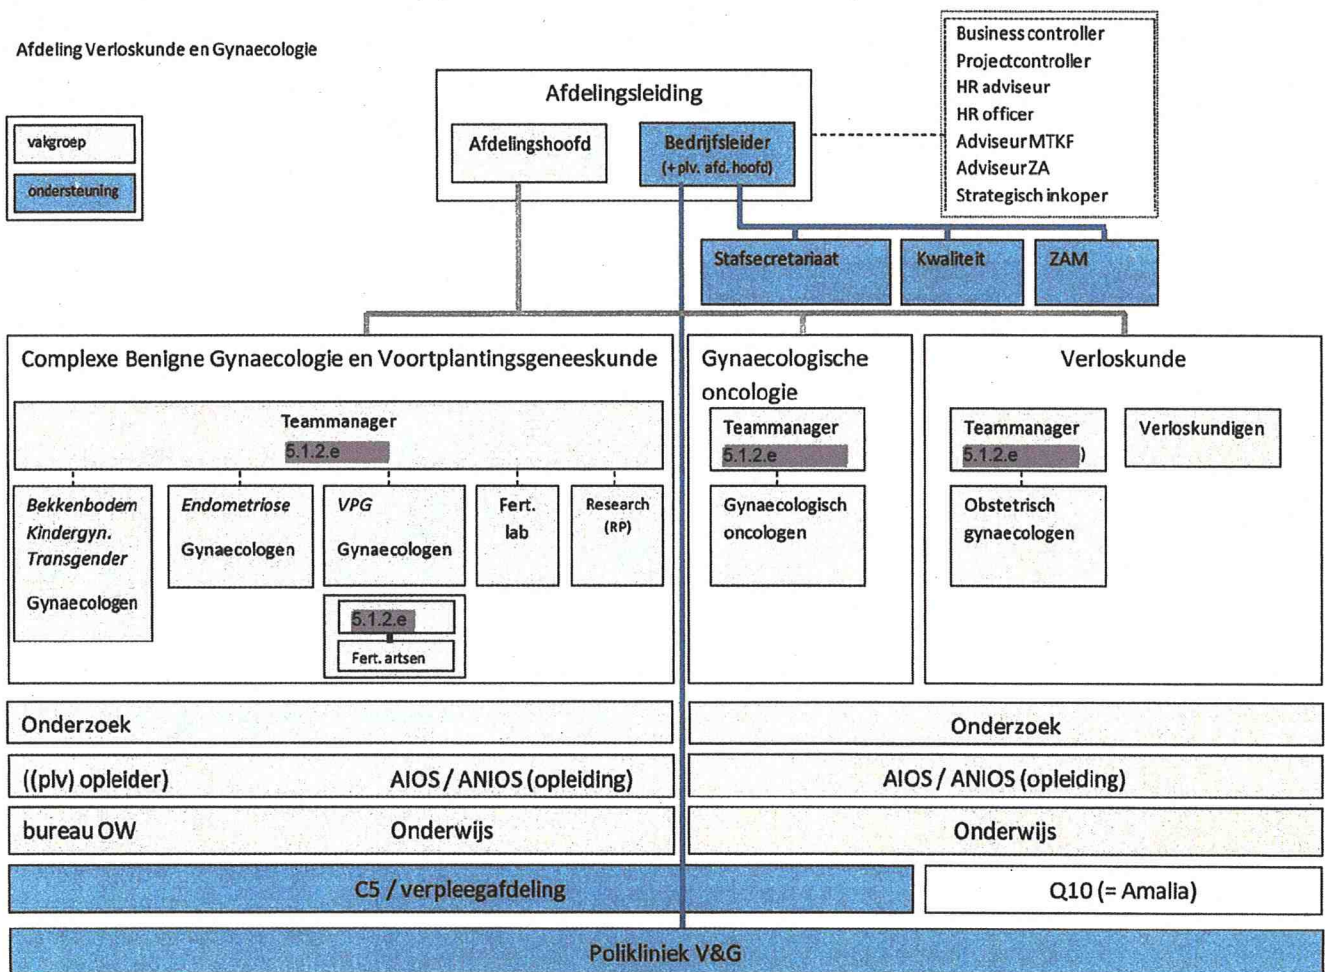 Afdeling Verloskunde en Gynaecologie
vakgroep
ondersteuning
Afdelingsleiding
Afdelingshoofd
Bedrijfsleider
(+ plv. afd. hoofd)
Business controller
Projectcontroller
HR adviseur
HR officer
Adviseur MTKF
Adviseur ZA
Strategisch inkoper
Stafsecretariaat
Kwaliteit
ZAM
Complexe Benigne Gynaecologie en Voortplantingsgeneeskunde
Teammanager
5.1.2.e
Bekkenbodem
Kindergyn.
Transgender
Gynaecologen
Endometriose
Gynaecologen
VPG
Gynaecologen
5.1.2.e
Fert. artsen
Fert.
lab
Research
(RP)
Gynaecologische
oncologie
Teammanager
5.1.2.e
Gynaecologisch
oncologen
Verloskunde
Teammanager
5.1.2.e )
Obstetrisch
gynaecologen
Verloskundigen
Onderzoek
Onderzoek
((plv) opleider) AIOS / ANIOS (opleiding)
AIOS / ANIOS (opleiding)
bureau OW Onderwijs
Onderwijs
C5 / verpleegafdeling
Q10 (= Amalia)
Polikliniek V&G